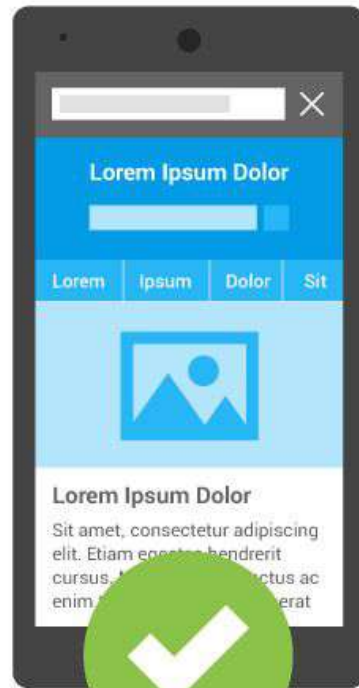 Lorem Ipsum Dolor
Lorem Ipsum Dolor Sit
Lorem Ipsum Dolor
Sit amet, consectetur adipiscing
elit. Etiam hendrerit
cursus. ac
enim erat